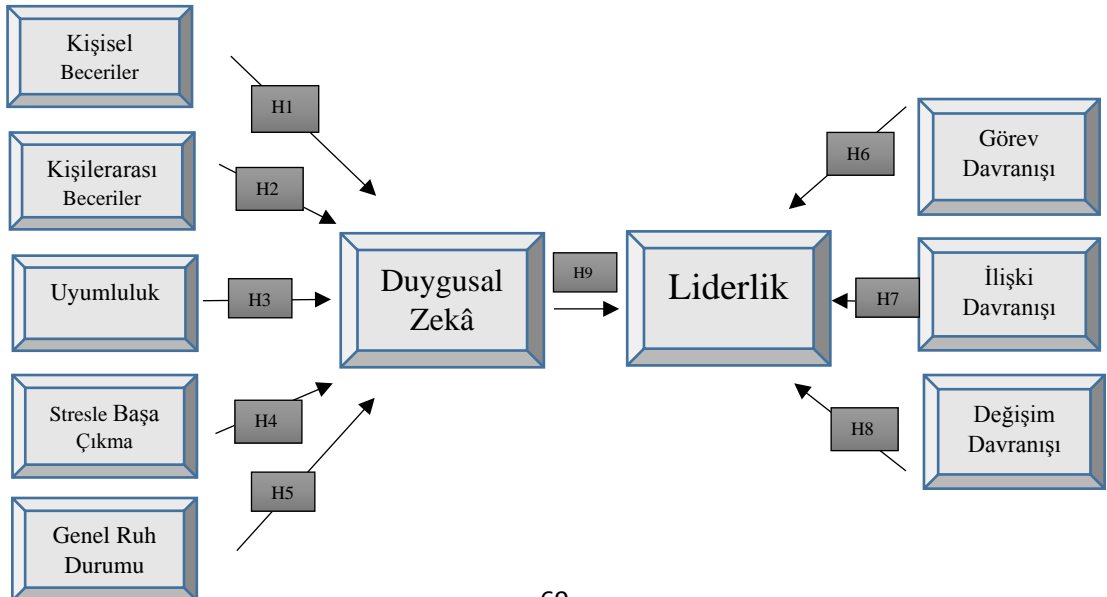 Kişisel
Beceriler
H1
Kişilerarası
Beceriler
H2
Uyumluluk
H3
Stresle Başa
Çıkma
H4
Genel Ruh
Durumu
H5
Duygusal
Zekâ
H9
Liderlik
H6
Görev
Davranışı
H7
İlişki
Davranışı
H8
Değişim
Davranışı